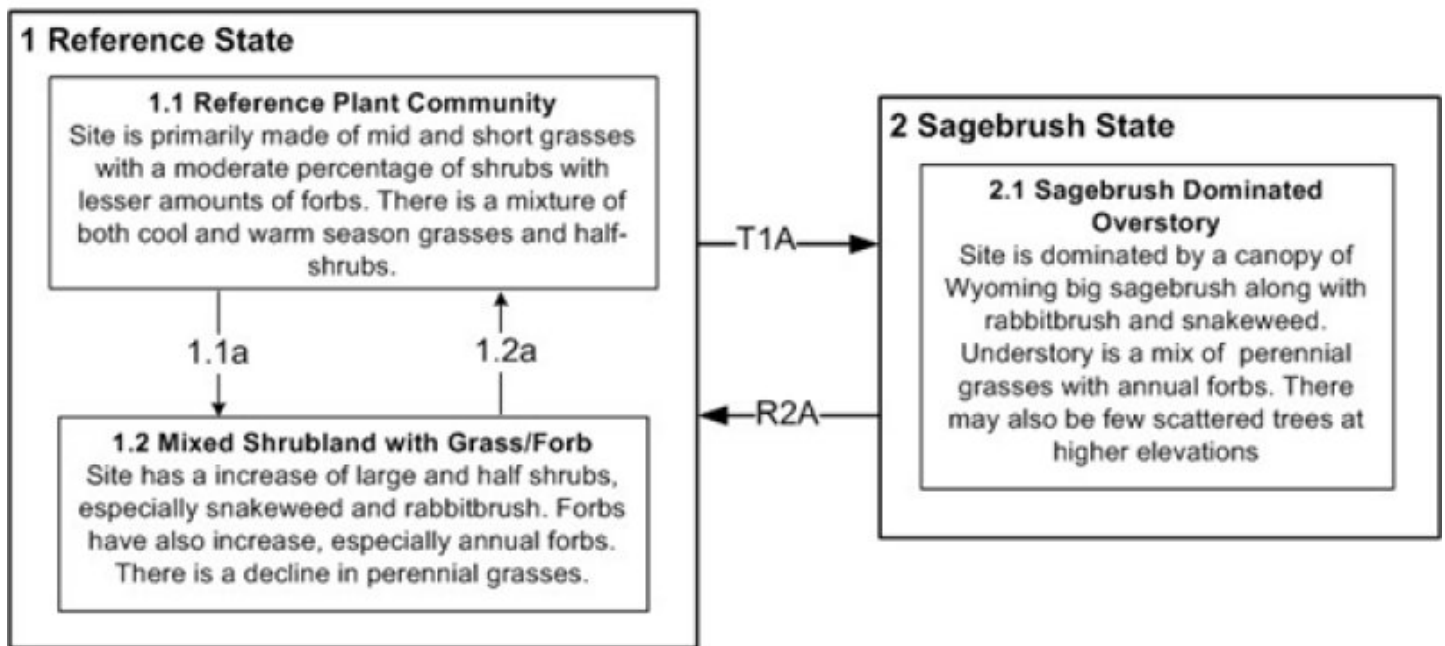 1 Reference State
1.1 Reference Plant Community
Site is primarily made of mid and short grasses
with a moderate percentage of shrubs with
lesser amounts of forbs. There is a mixture of
both cool and warm season grasses and half-
shrubs.
1.1a
1.2a
1.2 Mixed Shrubland with Grass/Forb
Site has a increase of large and half shrubs,
especially snakeweed and rabbitbrush. Forbs
have also increase, especially annual forbs.
There is a decline in perennial grasses.
T1A
R2A
2 Sagebrush State
2.1 Sagebrush Dominated
Overstory
Site is dominated by a canopy of
Wyoming big sagebrush along with
rabbitbrush and snakeweed.
Understory is a mix of perennial
grasses with annual forbs. There
may also be few scattered trees at
higher elevations